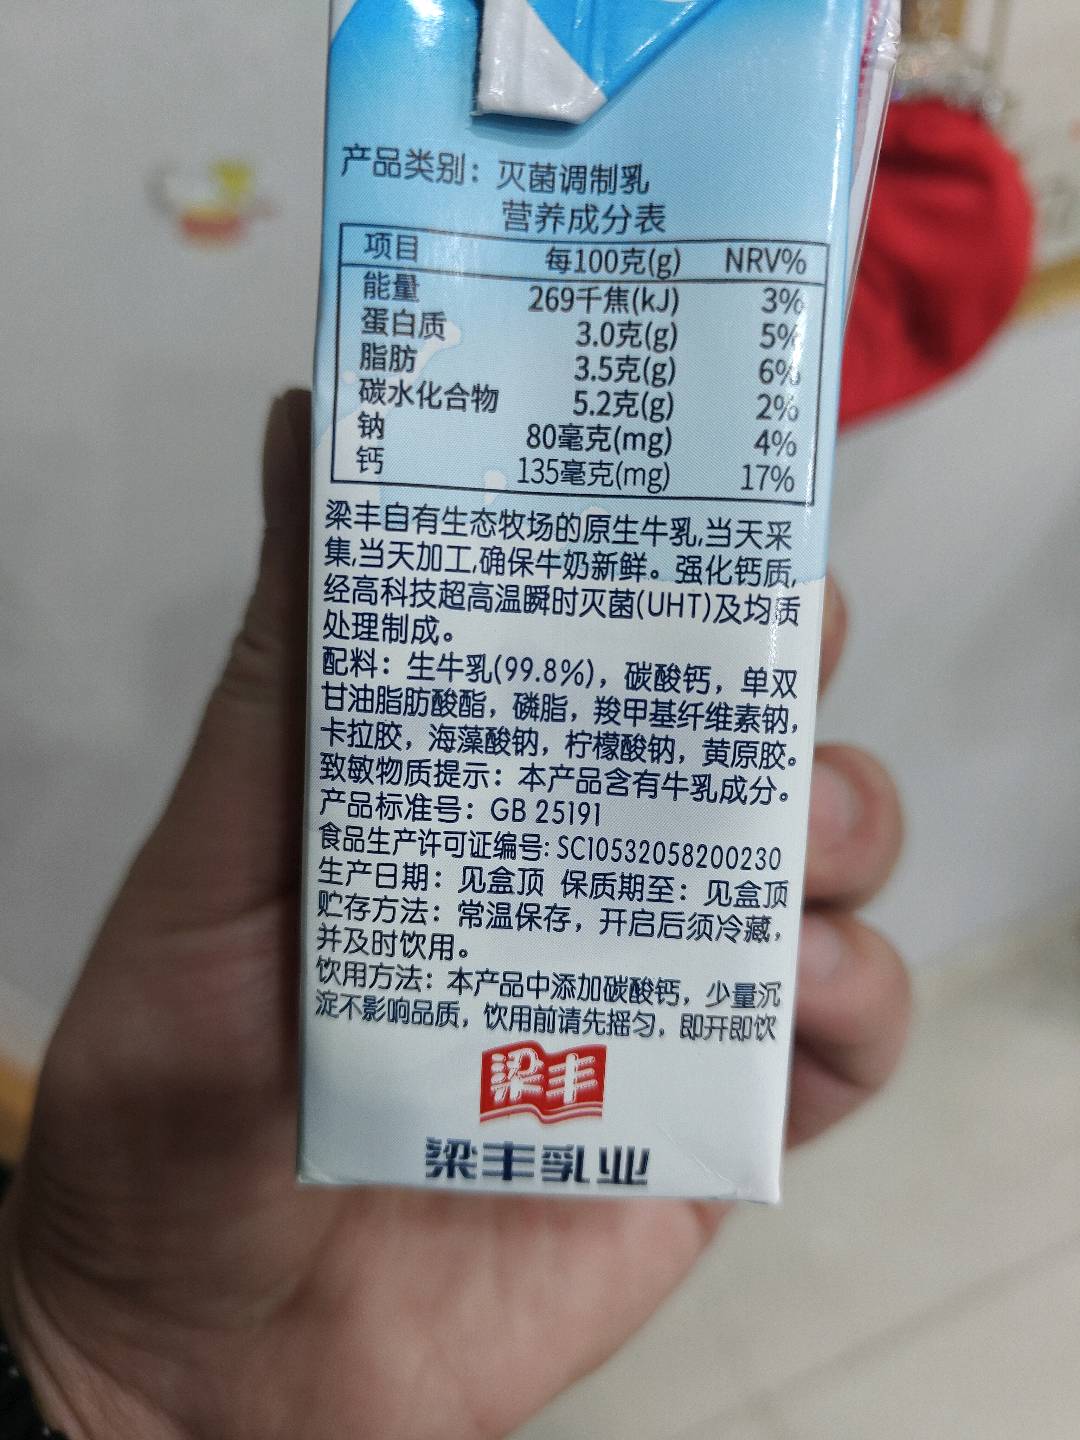 产品类别：灭菌调制乳
营养成分表
项目 每100克(g) NRV%
能量 269千焦(kJ) 3%
蛋白质 3.0克(g) 5%
脂肪 3.5克(g) 6%
碳水化合物 5.2克(g) 2%
钠 80毫克(mg) 4%
钙 135毫克(mg) 17%
梁丰自有生态牧场的原生牛乳,当天采
集,当天加工,确保牛奶新鲜。强化钙质,
经高科技超高温瞬时灭菌(UHT)及均质
处理制成。
配料：生牛乳(99.8%)，碳酸钙，单双
甘油脂肪酸酯，磷脂，羧甲基纤维素钠，
卡拉胶，海藻酸钠，柠檬酸钠，黄原胶。
致敏物质提示：本产品含有牛乳成分。
产品标准号：GB 25191
食品生产许可证编号: SC10532058200230
生产日期：见盒顶 保质期至：见盒顶
贮存方法：常温保存，开启后须冷藏，
并及时饮用。
饮用方法：本产品中添加碳酸钙，少量沉
淀不影响品质，饮用前请先摇匀，即开即饮
梁丰
梁丰乳业